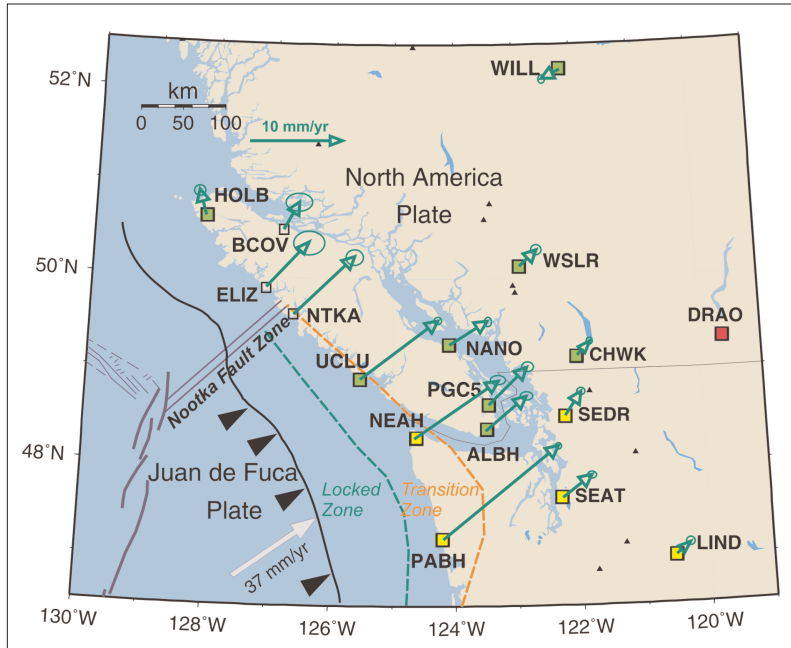 52°N
km
0 50 100
10 mm/yr
WILL
North America
Plate
HOLB
BCOV
50°N
WSLR
ELIZ
NTKA
DRAO
Nootka Fault Zone
UCLU
NANO
CHWK
PGC5
NEAH
SEDR
48°N
ALBH
Juan de Fuca
Plate
Locked
Zone
Transition
Zone
SEAT
PABH
37 mm/yr
LIND
130°W
128°W
126°W
124°W
122°W
120°W